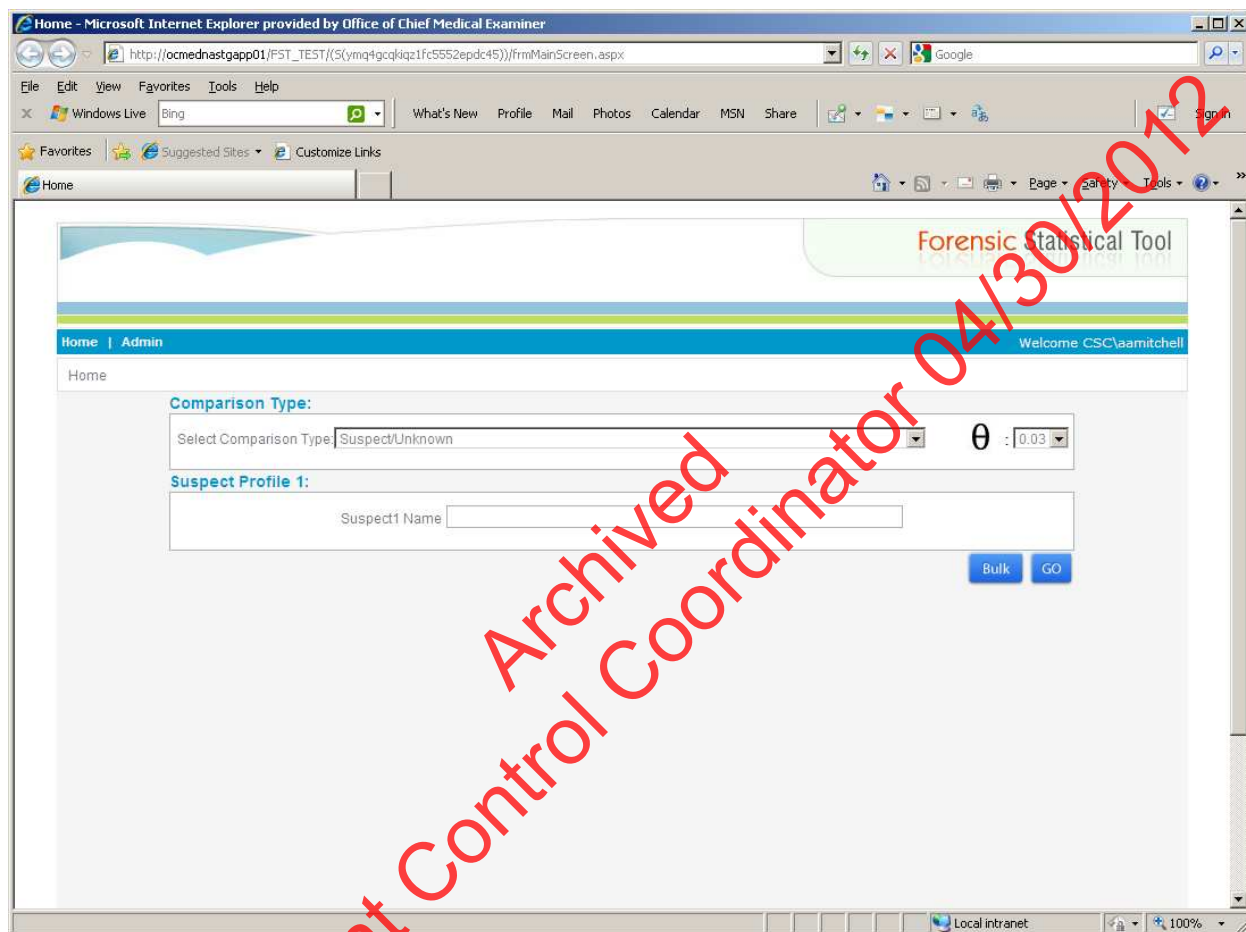 Home - Microsoft Internet Explorer provided by Office of Chief Medical Examiner
http://ocmednastgapp01/FST_TEST/(S(ymq4gcqkiqz1fc5552epdc45))/frmMainScreen.aspx
Google
File Edit View Favorites Tools Help
Windows Live Bing What's New Profile Mail Photos Calendar MSN Share Sign in
Favorites Suggested Sites Customize Links
Home Page Safety Tools
Forensic Statistical Tool
Home | Admin Welcome CSC\aamitchell
Home
Comparison Type:
Select Comparison Type: Suspect/Unknown θ : 0.03
Suspect Profile 1:
Suspect1 Name
Bulk GO
Local intranet 100%
Archived
Control Coordinator 04/30/2012